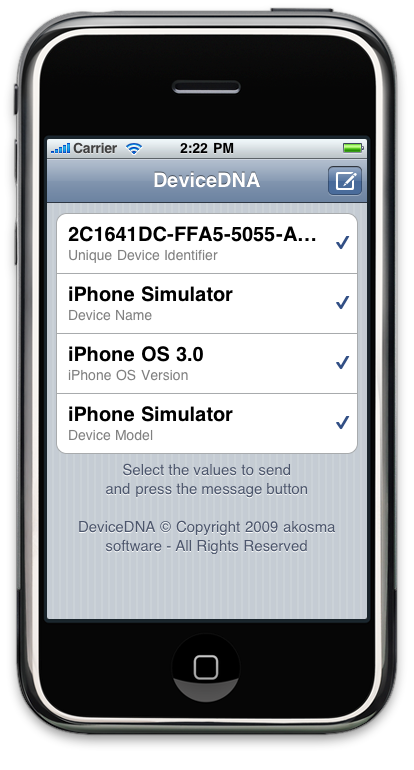 Carrier 2:22 PM
DeviceDNA
2C1641DC-FFA5-5055-A...
Unique Device Identifier
iPhone Simulator
Device Name
iPhone OS 3.0
iPhone OS Version
iPhone Simulator
Device Model
Select the values to send
and press the message button
DeviceDNA © Copyright 2009 akosma
software - All Rights Reserved